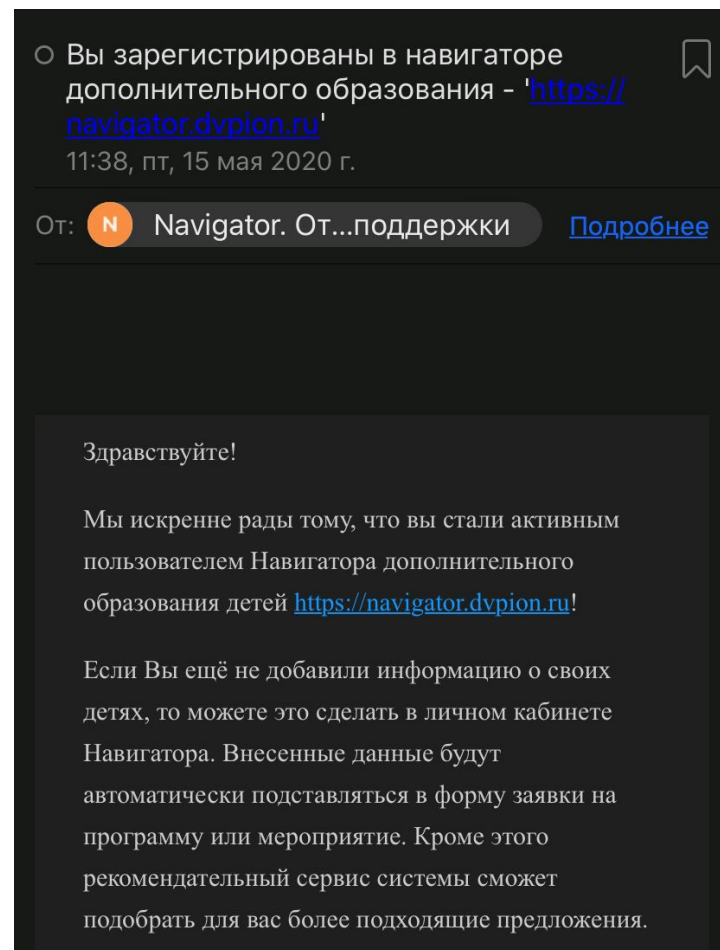 Вы зарегистрированы в навигаторе
дополнительного образования - 'https://
navigator.dvpion.ru'
11:38, пт, 15 мая 2020 г.
От: N Navigator. От...поддержки Подробнее
Здравствуйте!
Мы искренне рады тому, что вы стали активным
пользователем Навигатора дополнительного
образования детей https://navigator.dvpion.ru!
Если Вы ещё не добавили информацию о своих
детях, то можете это сделать в личном кабинете
Навигатора. Внесенные данные будут
автоматически подставляться в форму заявки на
программу или мероприятие. Кроме этого
рекомендательный сервис системы сможет
подобрать для вас более подходящие предложения.